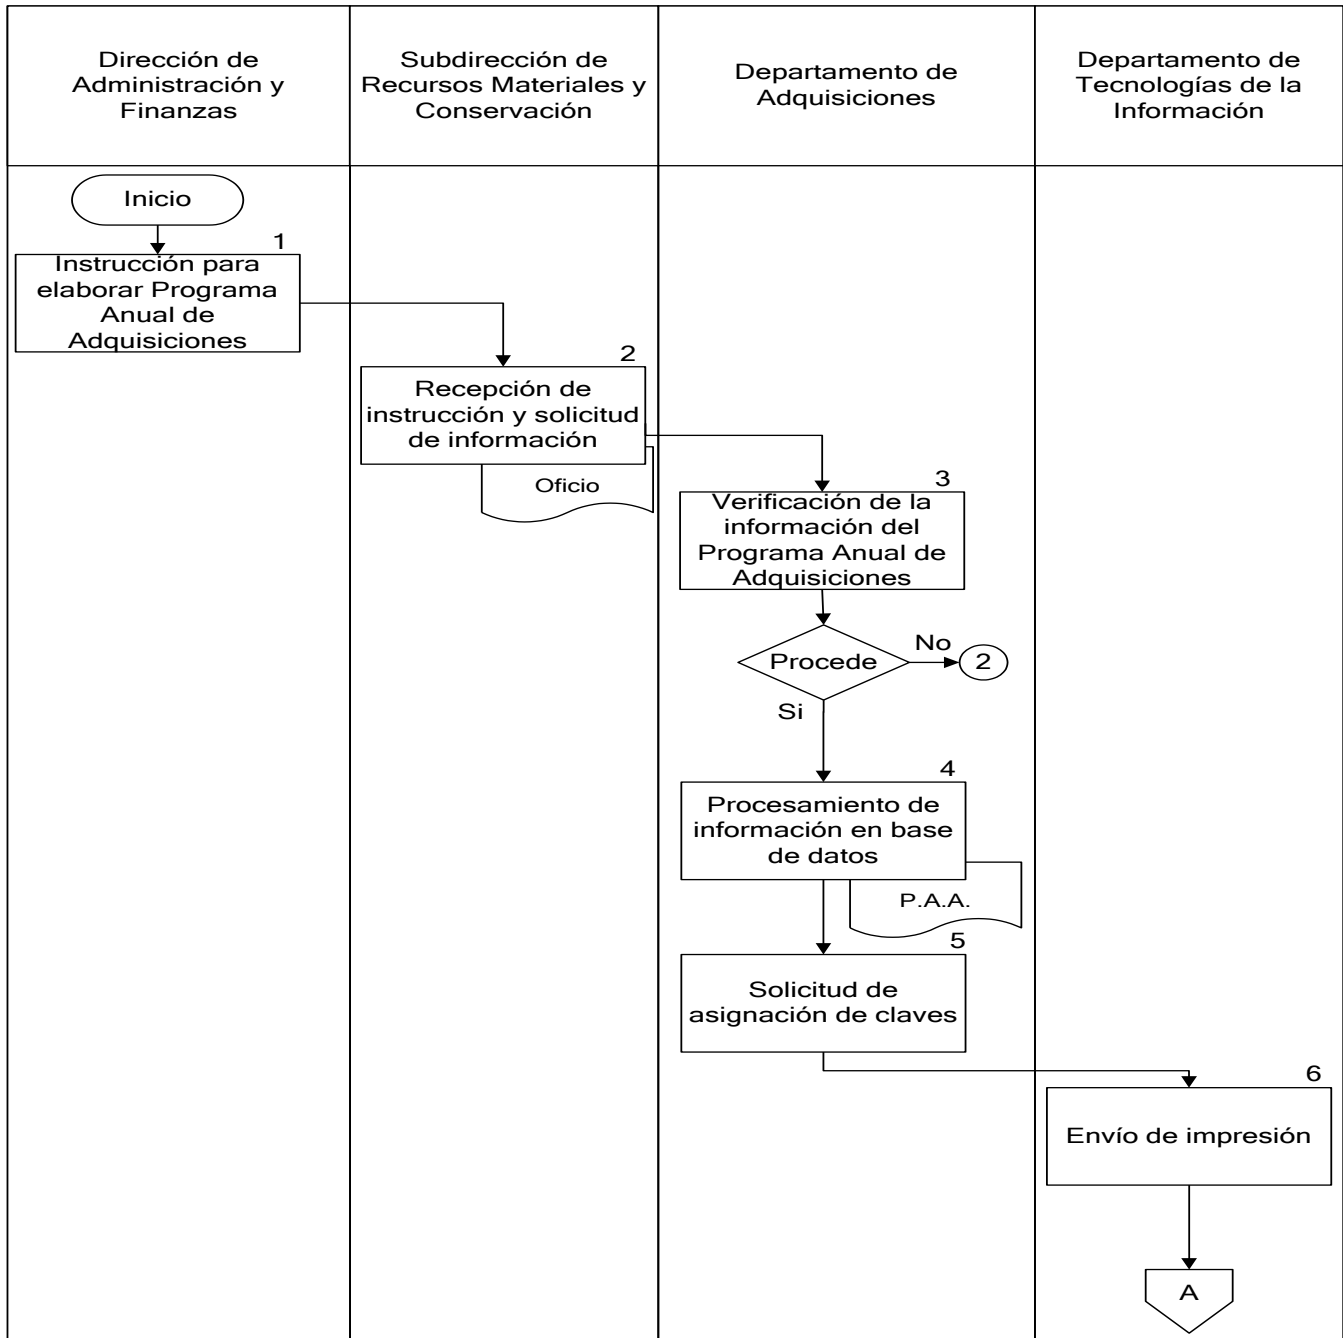 Dirección de
Administración y
Finanzas
Subdirección de
Recursos Materiales y
Conservación
Departamento de
Adquisiciones
Departamento de
Tecnologías de la
Información
Inicio
1
Instrucción para
elaborar Programa
Anual de
Adquisiciones
2
Recepción de
instrucción y solicitud
de información
Oficio
3
Verificación de la
información del
Programa Anual de
Adquisiciones
Procede
No
2
Si
4
Procesamiento de
información en base
de datos
P.A.A.
5
Solicitud de
asignación de claves
6
Envío de impresión
A